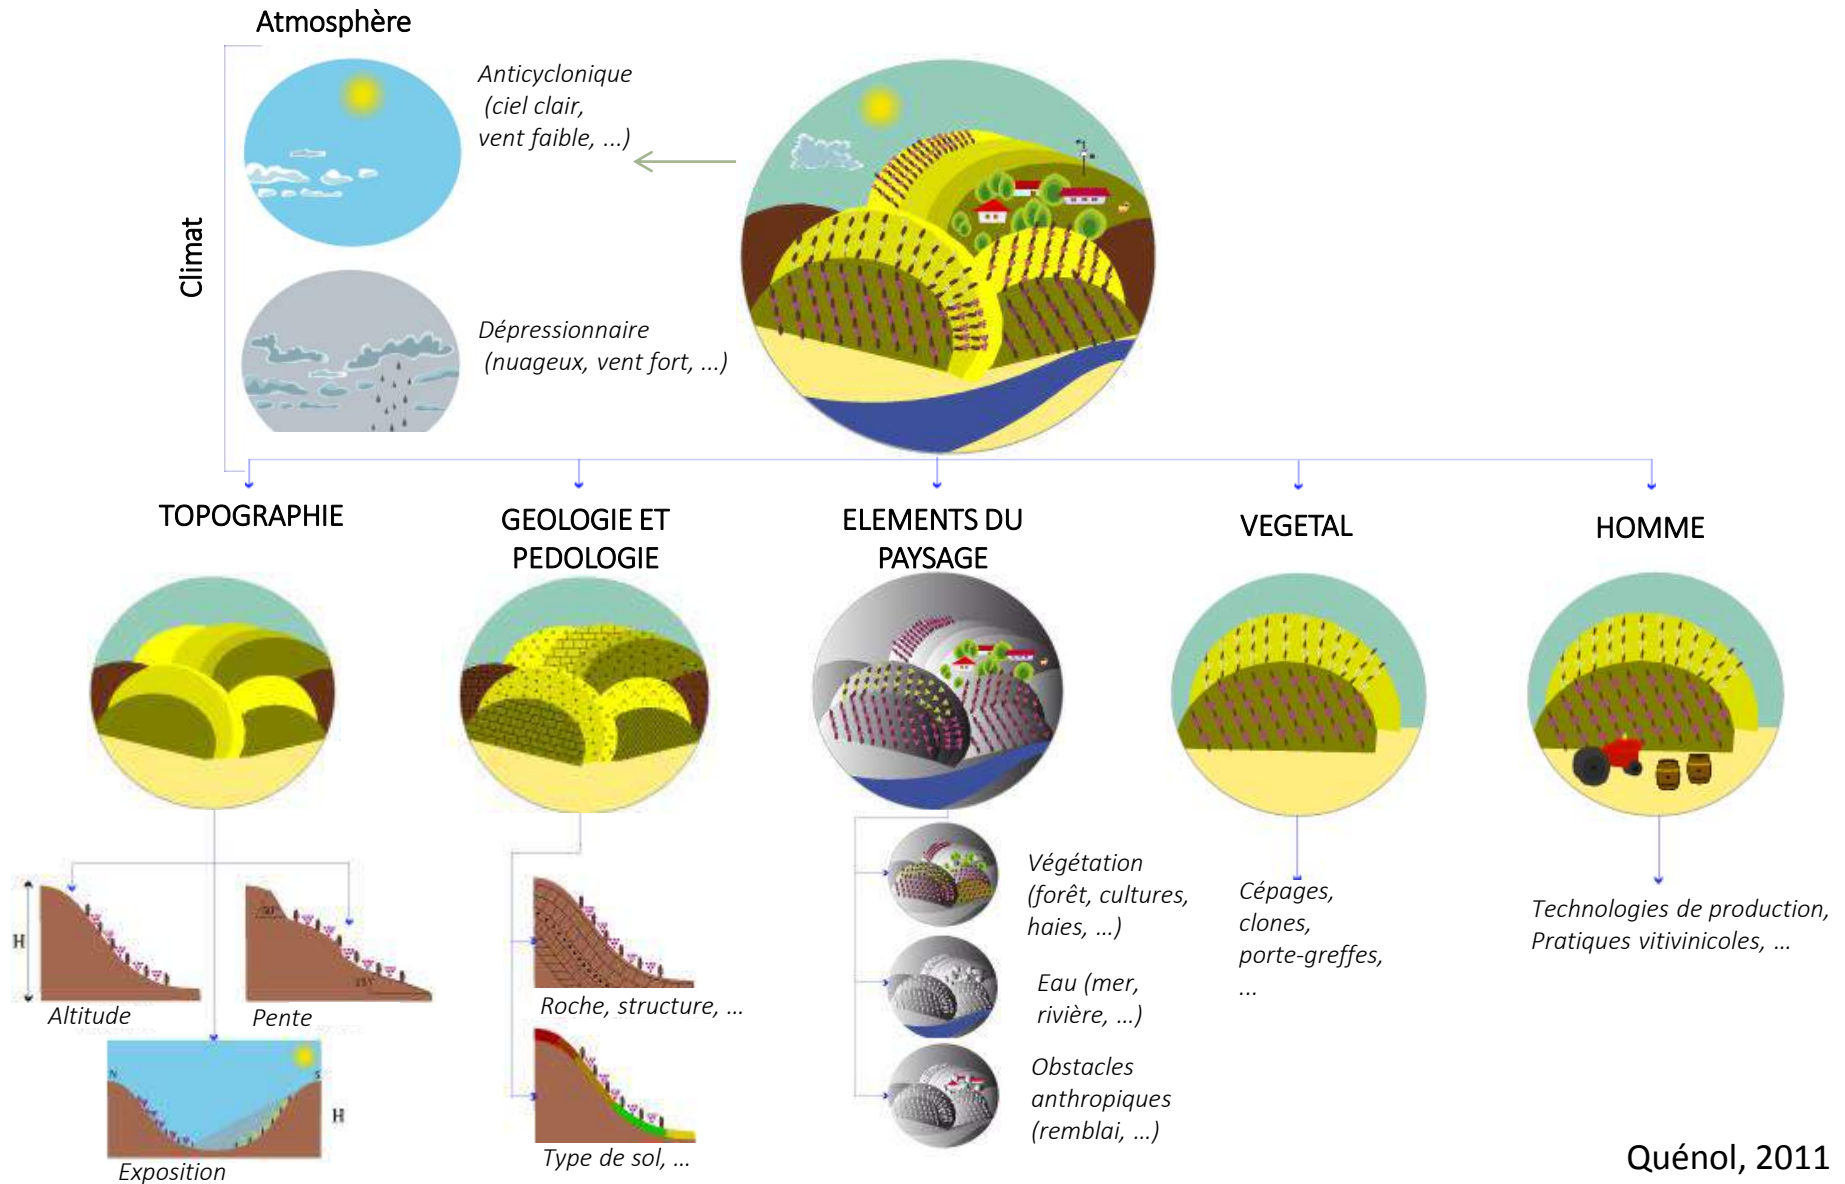 Atmosphère
Anticyclonique
(ciel clair,
vent faible, ...)
Climat
Dépressionnaire
(nuageux, vent fort, ...)
TOPOGRAPHIE
GEOLOGIE ET
PEDOLOGIE
ELEMENTS DU
PAYSAGE
VEGETAL
HOMME
H
Altitude
Pente
N
S
H
Exposition
Roche, structure, ...
Type de sol, ...
Végétation
(forêt, cultures,
haies, ...)
Eau (mer,
rivière, ...)
Obstacles
anthropiques
(remblai, ...)
Cépages,
clones,
porte-greffes,
...
Technologies de production,
Pratiques vitivinicoles, ...
Quénol, 2011